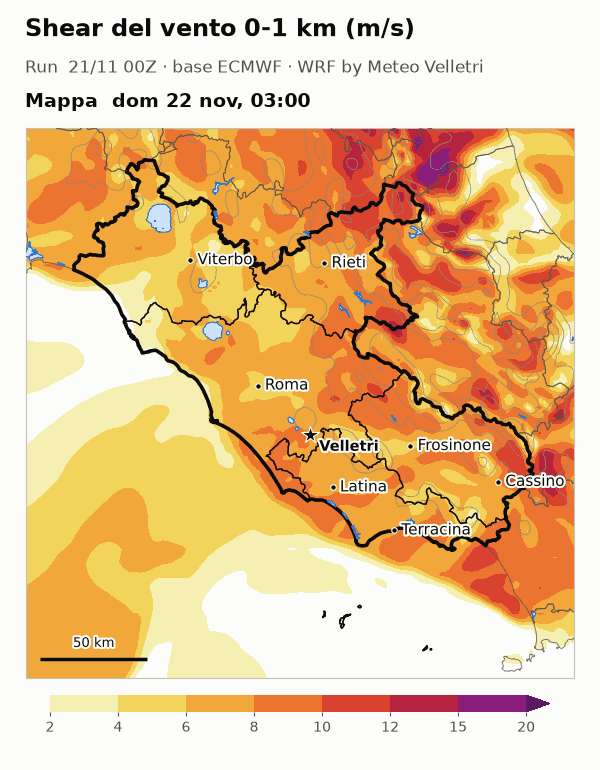 Shear del vento 0-1 km (m/s)
Run  21/11 00Z · base ECMWF · WRF by Meteo Velletri
Mappa  dom 22 nov, 03:00
Viterbo
Rieti
Roma
Velletri
Frosinone
Latina
Cassino
Terracina
50 km
2 4 6 8 10 12 15 20